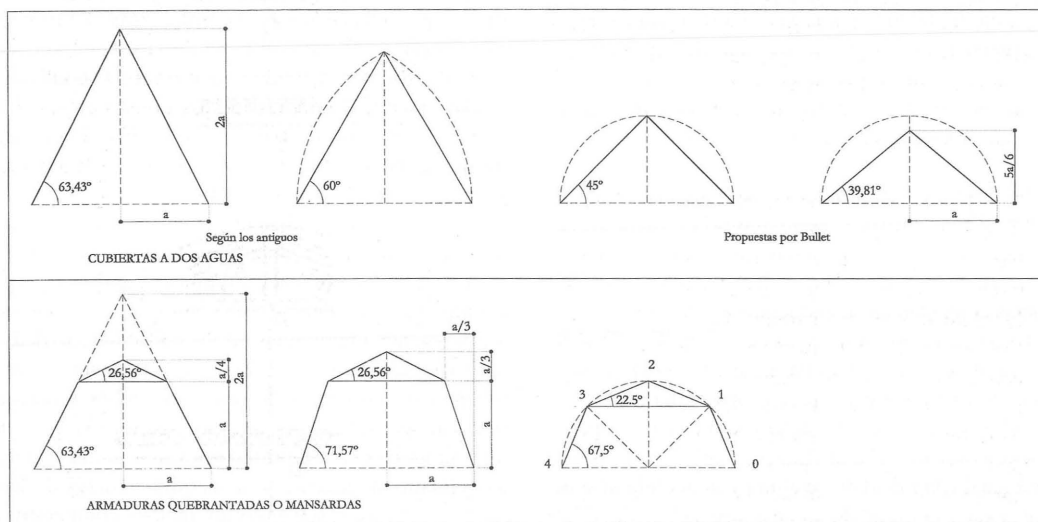 2a
63,43º
a
60º
45º
5a/6
39,81º
a
Según los antiguos
Propuestas por Bullet
CUBIERTAS A DOS AGUAS
a/4
2a
26,56º
a
63,43º
a
a/3
a/3
26,56º
a
71,57º
a
2
3
1
22.5º
4
67,5º
0
ARMADURAS QUEBRANTADAS O MANSARDAS